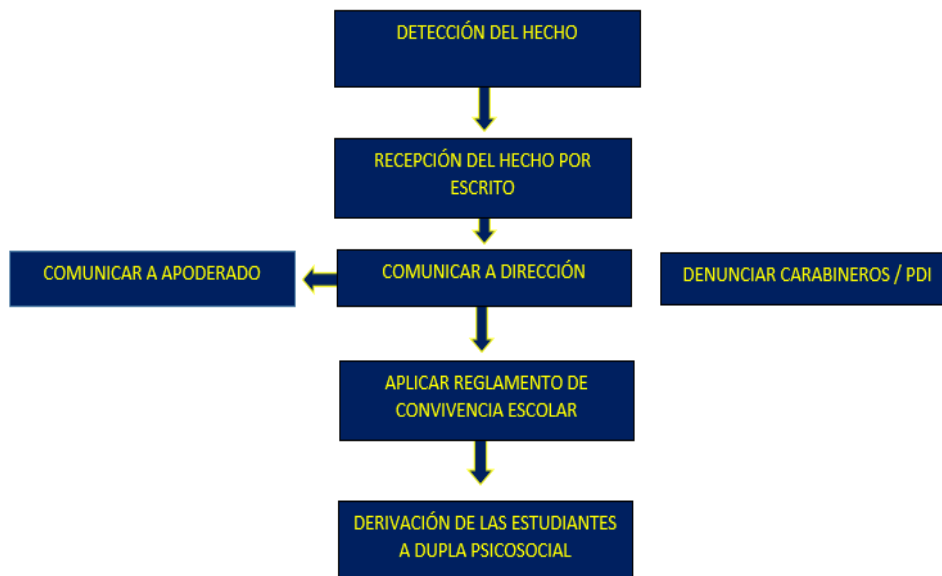 DETECCIÓN DEL HECHO
RECEPCIÓN DEL HECHO POR
ESCRITO
COMUNICAR A APODERADO
COMUNICAR A DIRECCIÓN
DENUNCIAR CARABINEROS / PDI
APLICAR REGLAMENTO DE
CONVIVENCIA ESCOLAR
DERIVACIÓN DE LAS ESTUDIANTES
A DUPLA PSICOSOCIAL